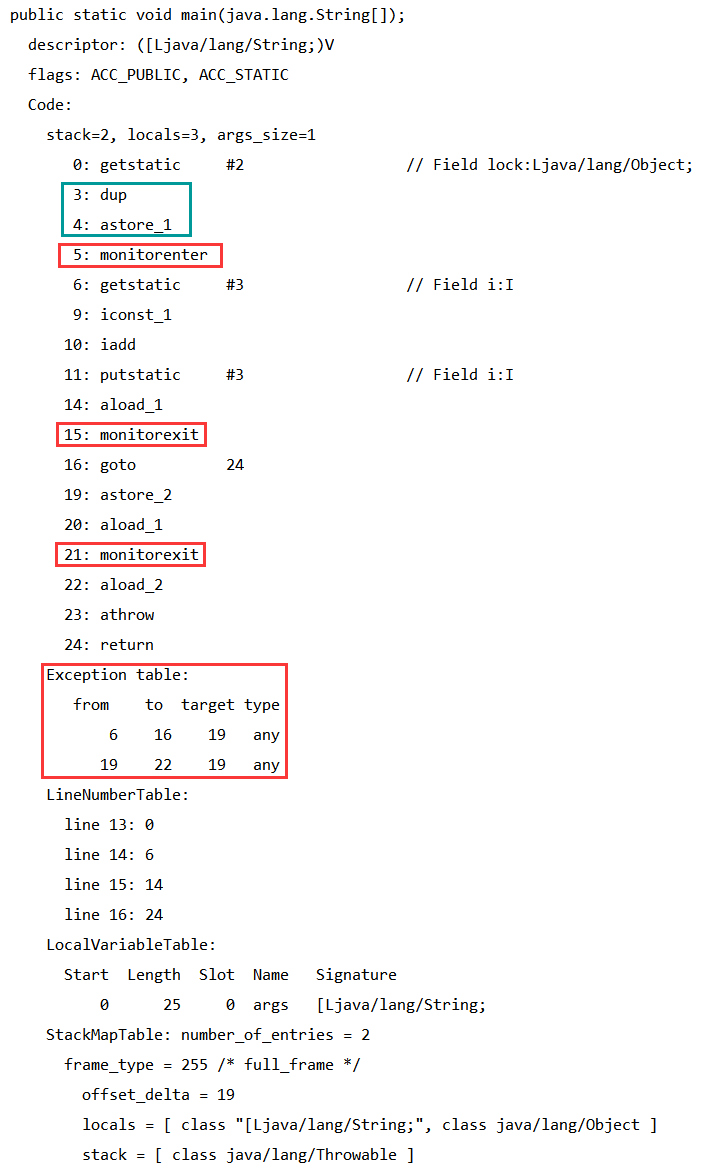 public static void main(java.lang.String[]);
descriptor: ([Ljava/lang/String;)V
flags: ACC_PUBLIC, ACC_STATIC
Code:
stack=2, locals=3, args_size=1
0: getstatic #2 // Field lock:Ljava/lang/Object;
3: dup
4: astore_1
5: monitorenter
6: getstatic #3 // Field i:I
9: iconst_1
10: iadd
11: putstatic #3 // Field i:I
14: aload_1
15: monitorexit
16: goto 24
19: astore_2
20: aload_1
21: monitorexit
22: aload_2
23: athrow
24: return
Exception table:
from to target type
6 16 19 any
19 22 19 any
LineNumberTable:
line 13: 0
line 14: 6
line 15: 14
line 16: 24
LocalVariableTable:
Start Length Slot Name Signature
0 25 0 args [Ljava/lang/String;
StackMapTable: number_of_entries = 2
frame_type = 255 /* full_frame */
offset_delta = 19
locals = [ class "[Ljava/lang/String;", class java/lang/Object ]
stack = [ class java/lang/Throwable ]